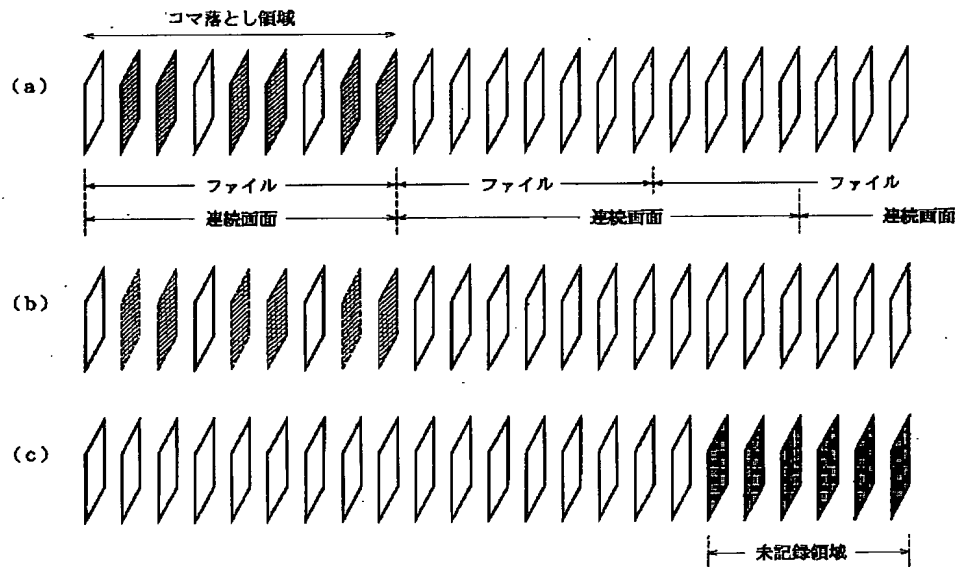 コマ落とし領域
(a)
ファイル ファイル ファイル
連続画面 連続画面 連続画面
(b)
(c)
未記録領域